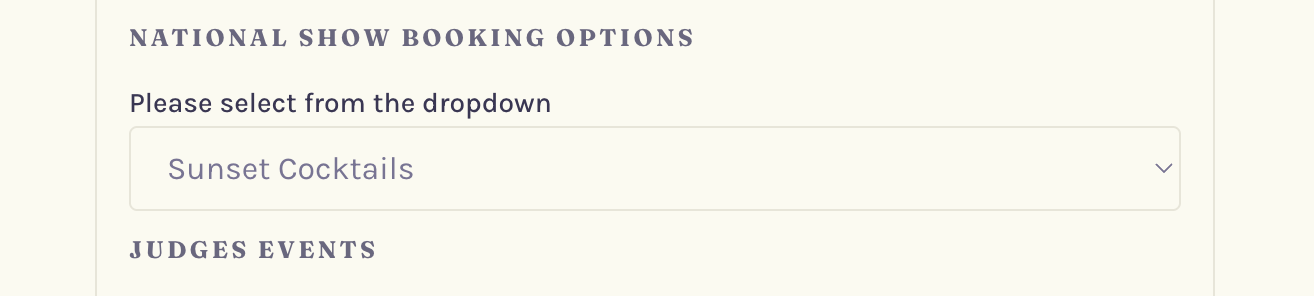 NATIONAL SHOW BOOKING OPTIONS
Please select from the dropdown
Sunset Cocktails
JUDGES EVENTS